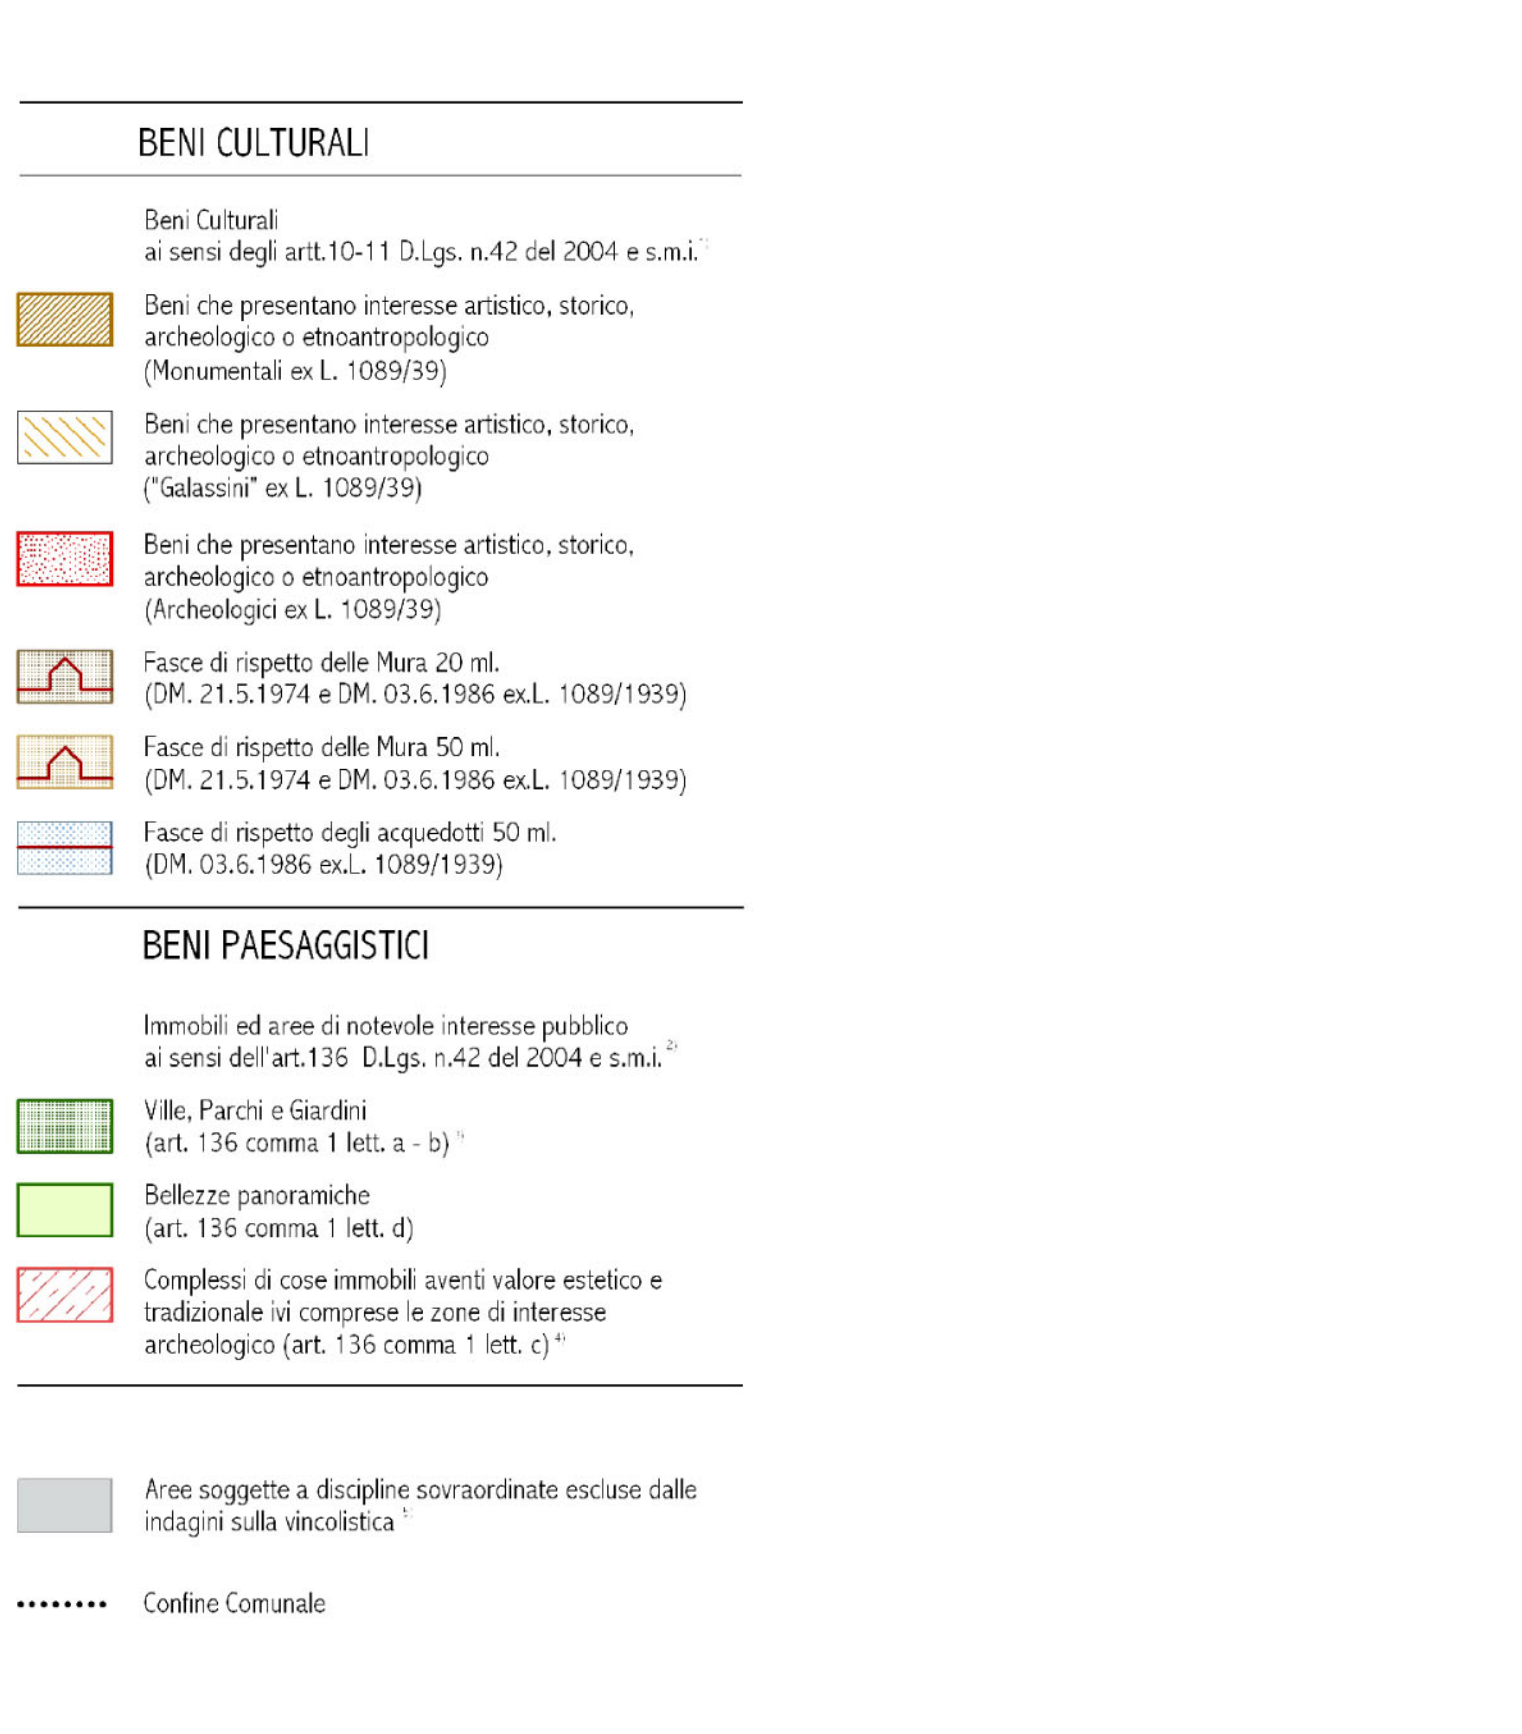 BENI CULTURALI
Beni Culturali
ai sensi degli artt.10-11 D.Lgs. n.42 del 2004 e s.m.i.
Beni che presentano interesse artistico, storico,
archeologico o etnoantropologico
(Monumentali ex L. 1089/39)
Beni che presentano interesse artistico, storico,
archeologico o etnoantropologico
("Galassini" ex L. 1089/39)
Beni che presentano interesse artistico, storico,
archeologico o etnoantropologico
(Archeologici ex L. 1089/39)
Fasce di rispetto delle Mura 20 ml.
(DM. 21.5.1974 e DM. 03.6.1986 ex.L. 1089/1939)
Fasce di rispetto delle Mura 50 ml.
(DM. 21.5.1974 e DM. 03.6.1986 ex.L. 1089/1939)
Fasce di rispetto degli acquedotti 50 ml.
(DM. 03.6.1986 ex.L. 1089/1939)
BENI PAESAGGISTICI
Immobili ed aree di notevole interesse pubblico
ai sensi dell'art.136 D.Lgs. n.42 del 2004 e s.m.i. 2)
Ville, Parchi e Giardini
(art. 136 comma 1 lett. a - b)
Bellezze panoramiche
(art. 136 comma 1 lett. d)
Complessi di cose immobili aventi valore estetico e
tradizionale ivi comprese le zone di interesse
archeologico (art. 136 comma 1 lett. c) 4)
Aree soggette a discipline sovraordinate escluse dalle
indagini sulla vincolistica
Confine Comunale